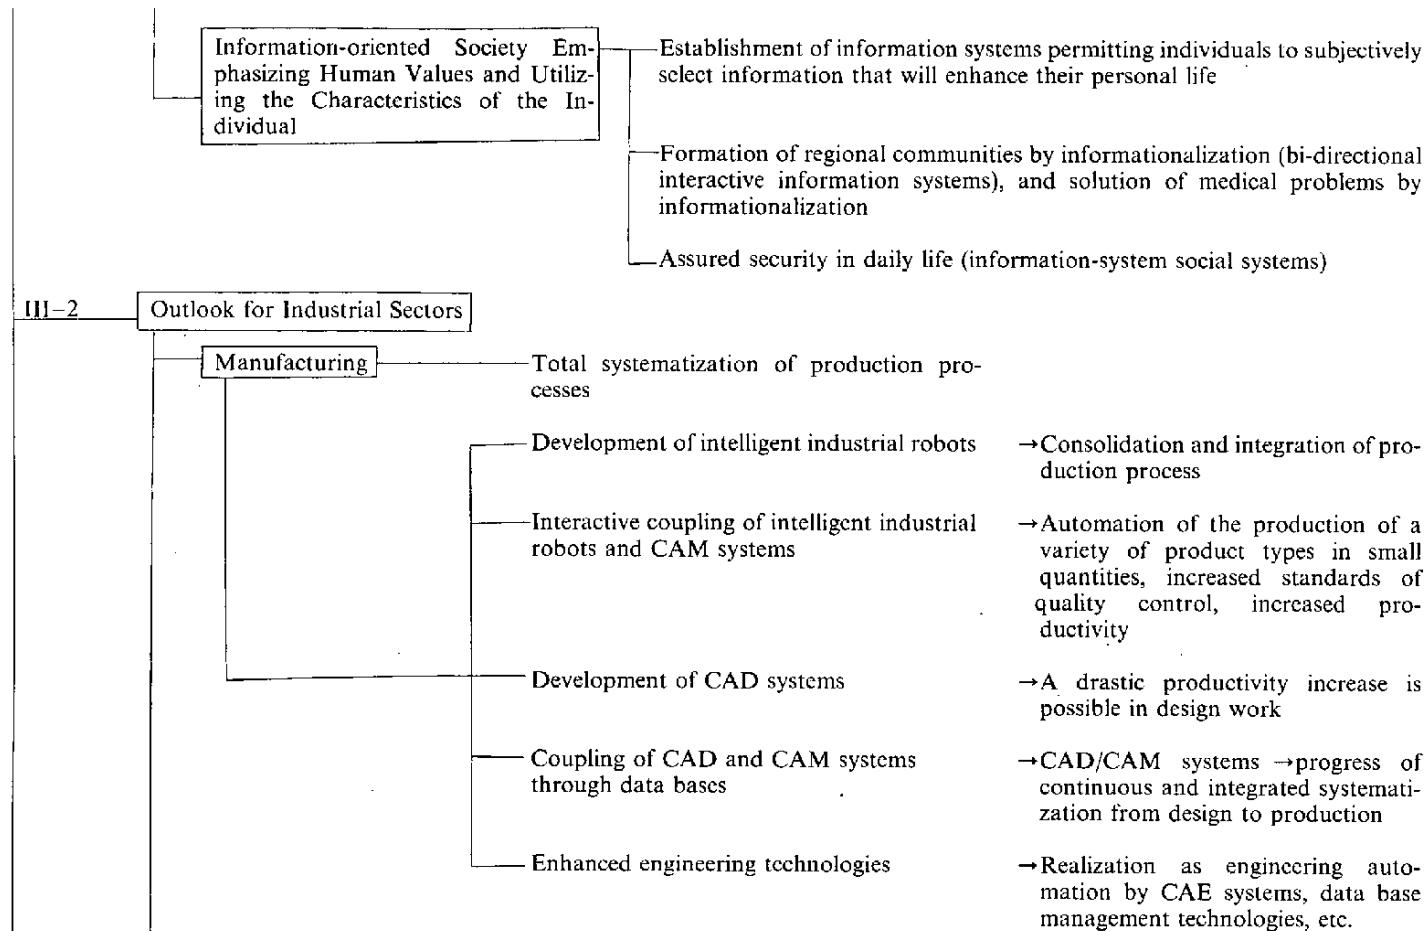 Information-oriented Society Em-
phasizing Human Values and Utiliz-
ing the Characteristics of the In-
dividual
Establishment of information systems permitting individuals to subjectively
select information that will enhance their personal life
Formation of regional communities by informationalization (bi-directional
interactive information systems), and solution of medical problems by
informationalization
Assured security in daily life (information-system social systems)
III-2
Outlook for Industrial Sectors
Manufacturing
Total systematization of production pro-
cesses
Development of intelligent industrial robots
→Consolidation and integration of pro-
duction process
Interactive coupling of intelligent industrial
robots and CAM systems
→Automation of the production of a
variety of product types in small
quantities, increased standards of
quality control, increased pro-
ductivity
Development of CAD systems
→A drastic productivity increase is
possible in design work
Coupling of CAD and CAM systems
through data bases
→CAD/CAM systems →progress of
continuous and integrated systemati-
zation from design to production
Enhanced engineering technologies
→Realization as engineering auto-
mation by CAE systems, data base
management technologies, etc.